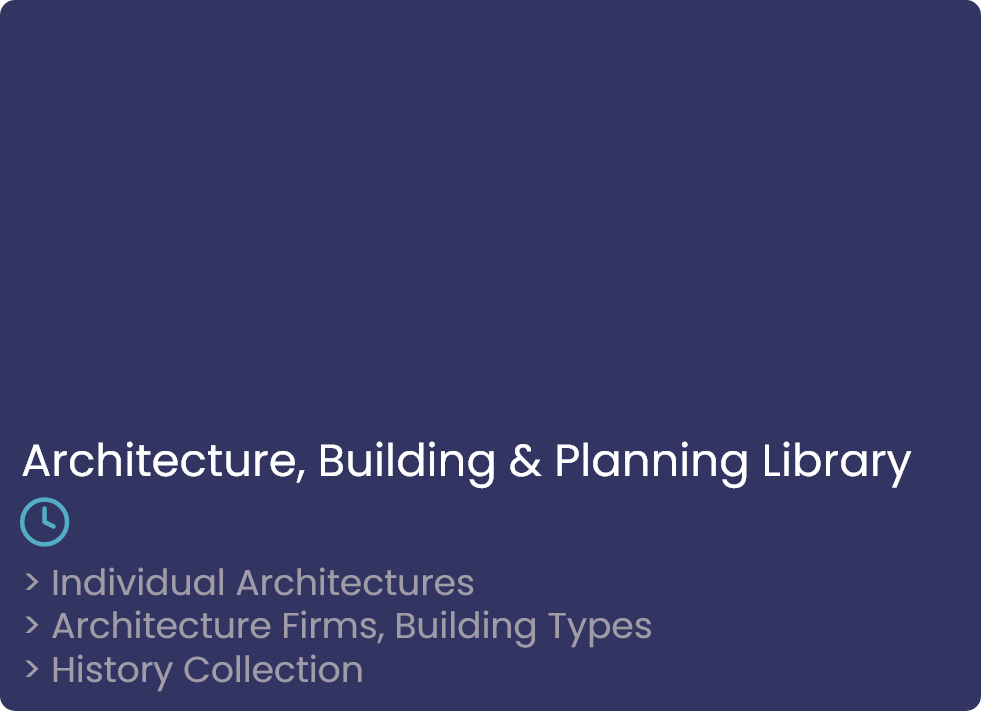 Architecture, Building & Planning Library
> Individual Architectures
> Architecture Firms, Building Types
> History Collection